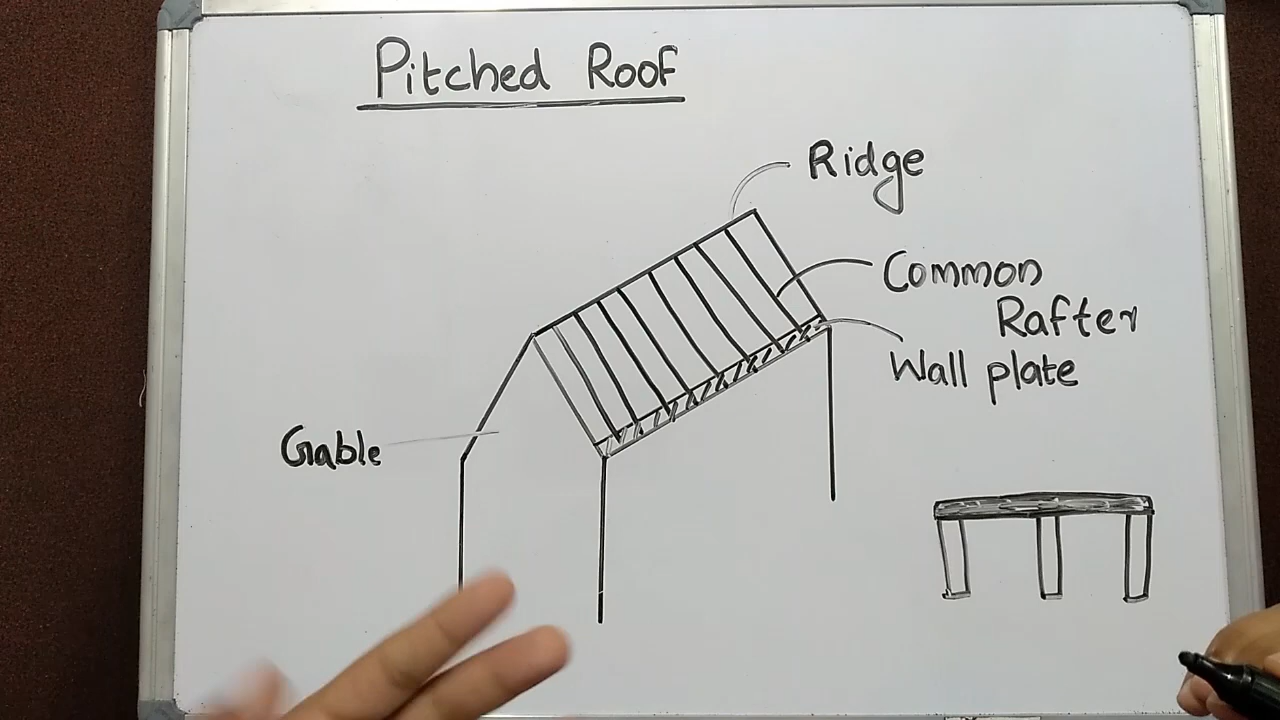 Pitched Roof
Ridge
Common
Rafter
Wall plate
Gable